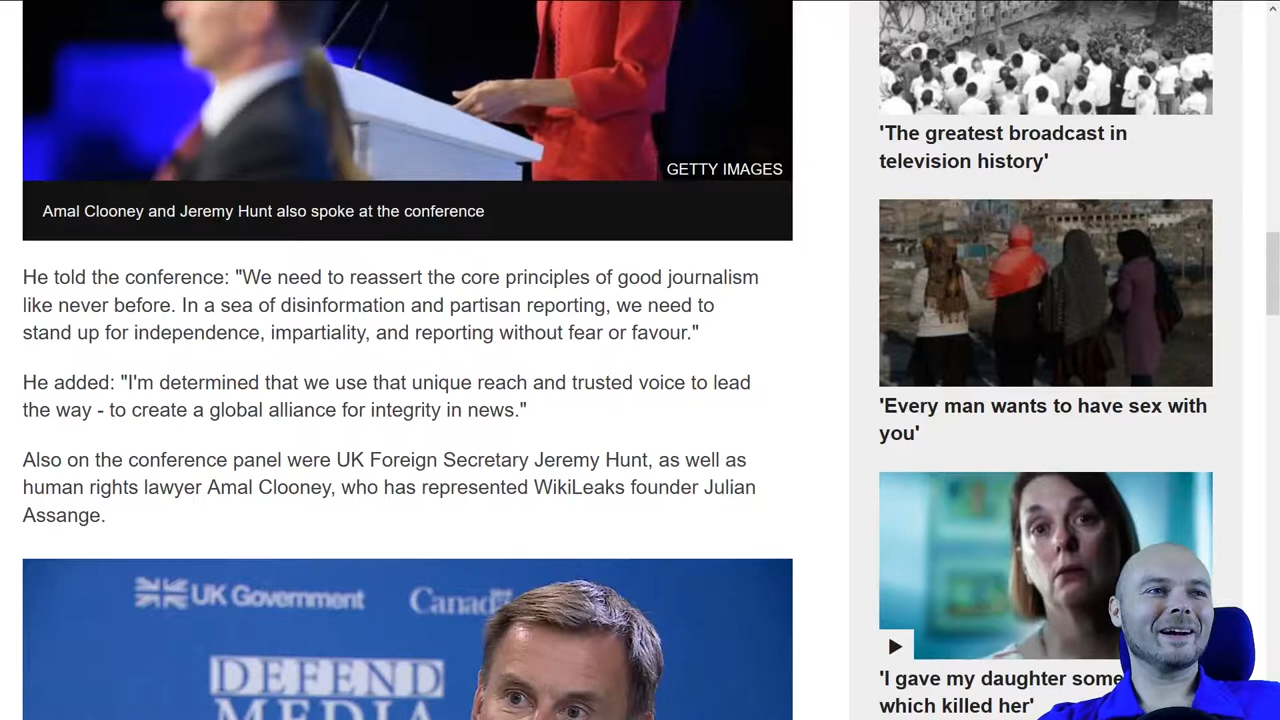 GETTY IMAGES
Amal Clooney and Jeremy Hunt also spoke at the conference
He told the conference: "We need to reassert the core principles of good journalism
like never before. In a sea of disinformation and partisan reporting, we need to
stand up for independence, impartiality, and reporting without fear or favour."
He added: "I'm determined that we use that unique reach and trusted voice to lead
the way - to create a global alliance for integrity in news."
Also on the conference panel were UK Foreign Secretary Jeremy Hunt, as well as
human rights lawyer Amal Clooney, who has represented WikiLeaks founder Julian
Assange.
UK Government
Canad
DEFEND
MEDIA
'The greatest broadcast in
television history'
'Every man wants to have sex with
you'
'I gave my daughter some
which killed her'